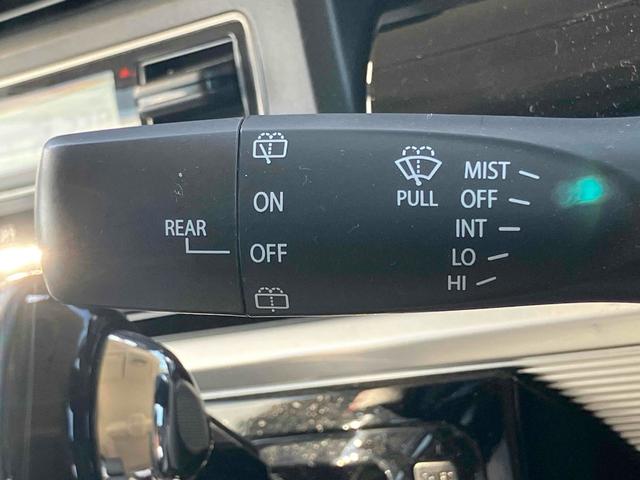 REAR
ON
OFF
PULL
MIST
OFF
INT
LO
HI